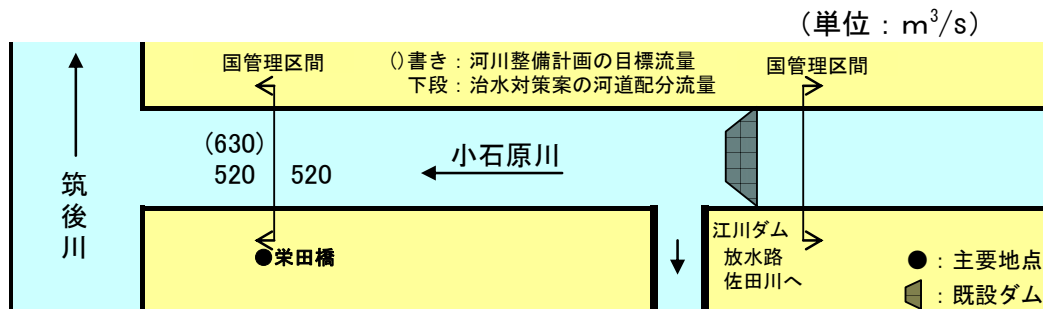 (単位:m³/s)
国管理区間
()書き:河川整備計画の目標流量
下段:治水対策案の河道配分流量
国管理区間
(630)
520
520
小石原川
筑後川
●栄田橋
江川ダム
放水路
佐田川へ
●:主要地点
:既設ダム